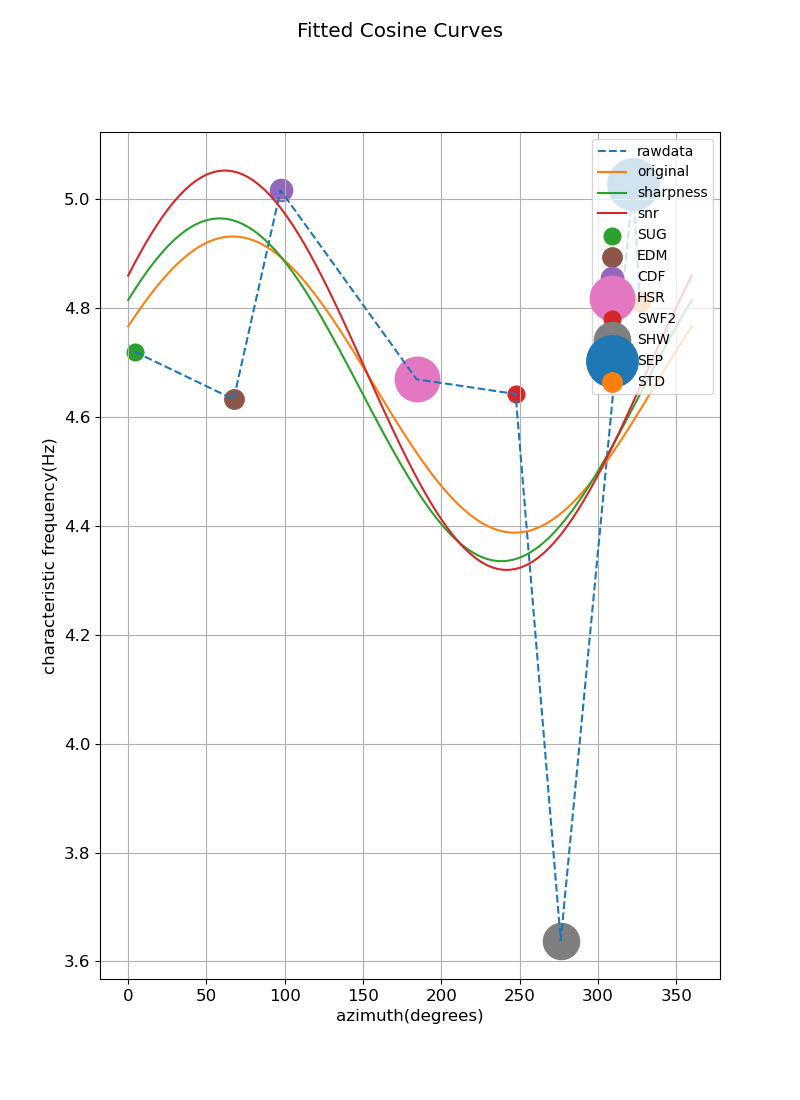 Fitted Cosine Curves
rawdata
original
sharpness
snr
SUG
EDM
CDF
HSR
SWF2
SHW
SEP
STD
characteristic frequency(Hz)
5.0
4.8
4.6
4.4
4.2
4.0
3.8
3.6
0 50 100 150 200 250 300 350
azimuth(degrees)